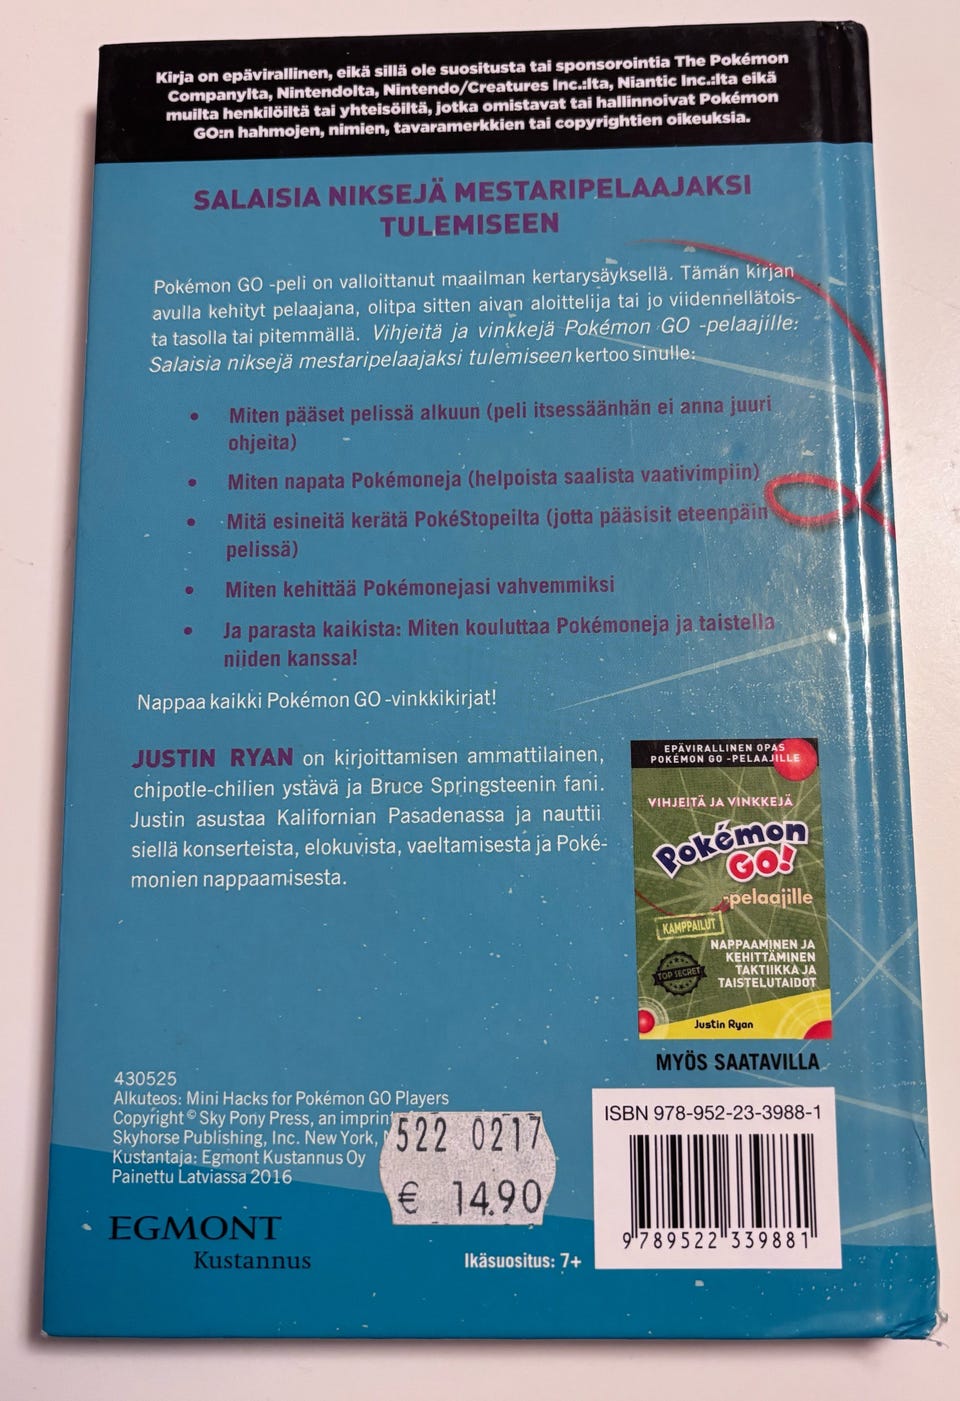 Kirja on epävirallinen, eikä sillä ole suositusta tai sponsorointia The Pokémon
Companylta, Nintendolta, Nintendo/Creatures Inc.:lta, Niantic Inc.:lta eikä
muilta henkilöiltä tai yhteisöiltä, jotka omistavat tai hallinnoivat Pokémon
GO:n hahmojen, nimien, tavaramerkkien tai copyrightien oikeuksia.
SALAISIA NIKSEJÄ MESTARIPELAAJAKSI
TULEMISEEN
Pokémon GO -peli on valloittanut maailman kertarysäyksellä. Tämän kirjan
avulla kehityt pelaajana, olitpa sitten aivan aloittelija tai jo viidennellätois-
ta tasolla tai pitemmällä. Vihjeitä ja vinkkejä Pokémon GO -pelaajille:
Salaisia niksejä mestaripelaajaksi tulemiseen kertoo sinulle:
• Miten pääset pelissä alkuun (peli itsessäänhän ei anna juuri
ohjeita)
• Miten napata Pokémoneja (helpoista saalista vaativimpiin)
• Mitä esineitä kerätä PokéStopeilta (jotta pääsisit eteenpäin
pelissä)
• Miten kehittää Pokémonejasi vahvemmiksi
• Ja parasta kaikista: Miten kouluttaa Pokémoneja ja taistella
niiden kanssa!
Nappaa kaikki Pokémon GO -vinkkikirjat!
JUSTIN RYAN on kirjoittamisen ammattilainen,
chipotle-chilien ystävä ja Bruce Springsteenin fani.
Justin asustaa Kalifornian Pasadenassa ja nauttii
siellä konserteista, elokuvista, vaeltamisesta ja Poké-
monien nappaamisesta.
EPÄVIRALLINEN OPAS
POKÉMON GO -PELAAJILLE
VIHJEITÄ JA VINKKEJÄ
Pokémon
GO!
-pelaajille
KAMPPAILUT
NAPPAAMINEN JA
KEHITTÄMINEN
TAKTIIKKA JA
TAISTELUTAIDOT
TOP SECRET
Justin Ryan
MYÖS SAATAVILLA
430525
Alkuteos: Mini Hacks for Pokémon GO Players
Copyright © Sky Pony Press, an imprint
Skyhorse Publishing, Inc. New York,
Kustantaja: Egmont Kustannus Oy
Painettu Latviassa 2016
522 0217
€ 14.90
EGMONT
Kustannus
Ikäsuositus: 7+
ISBN 978-952-23-3988-1
9 789522 339881